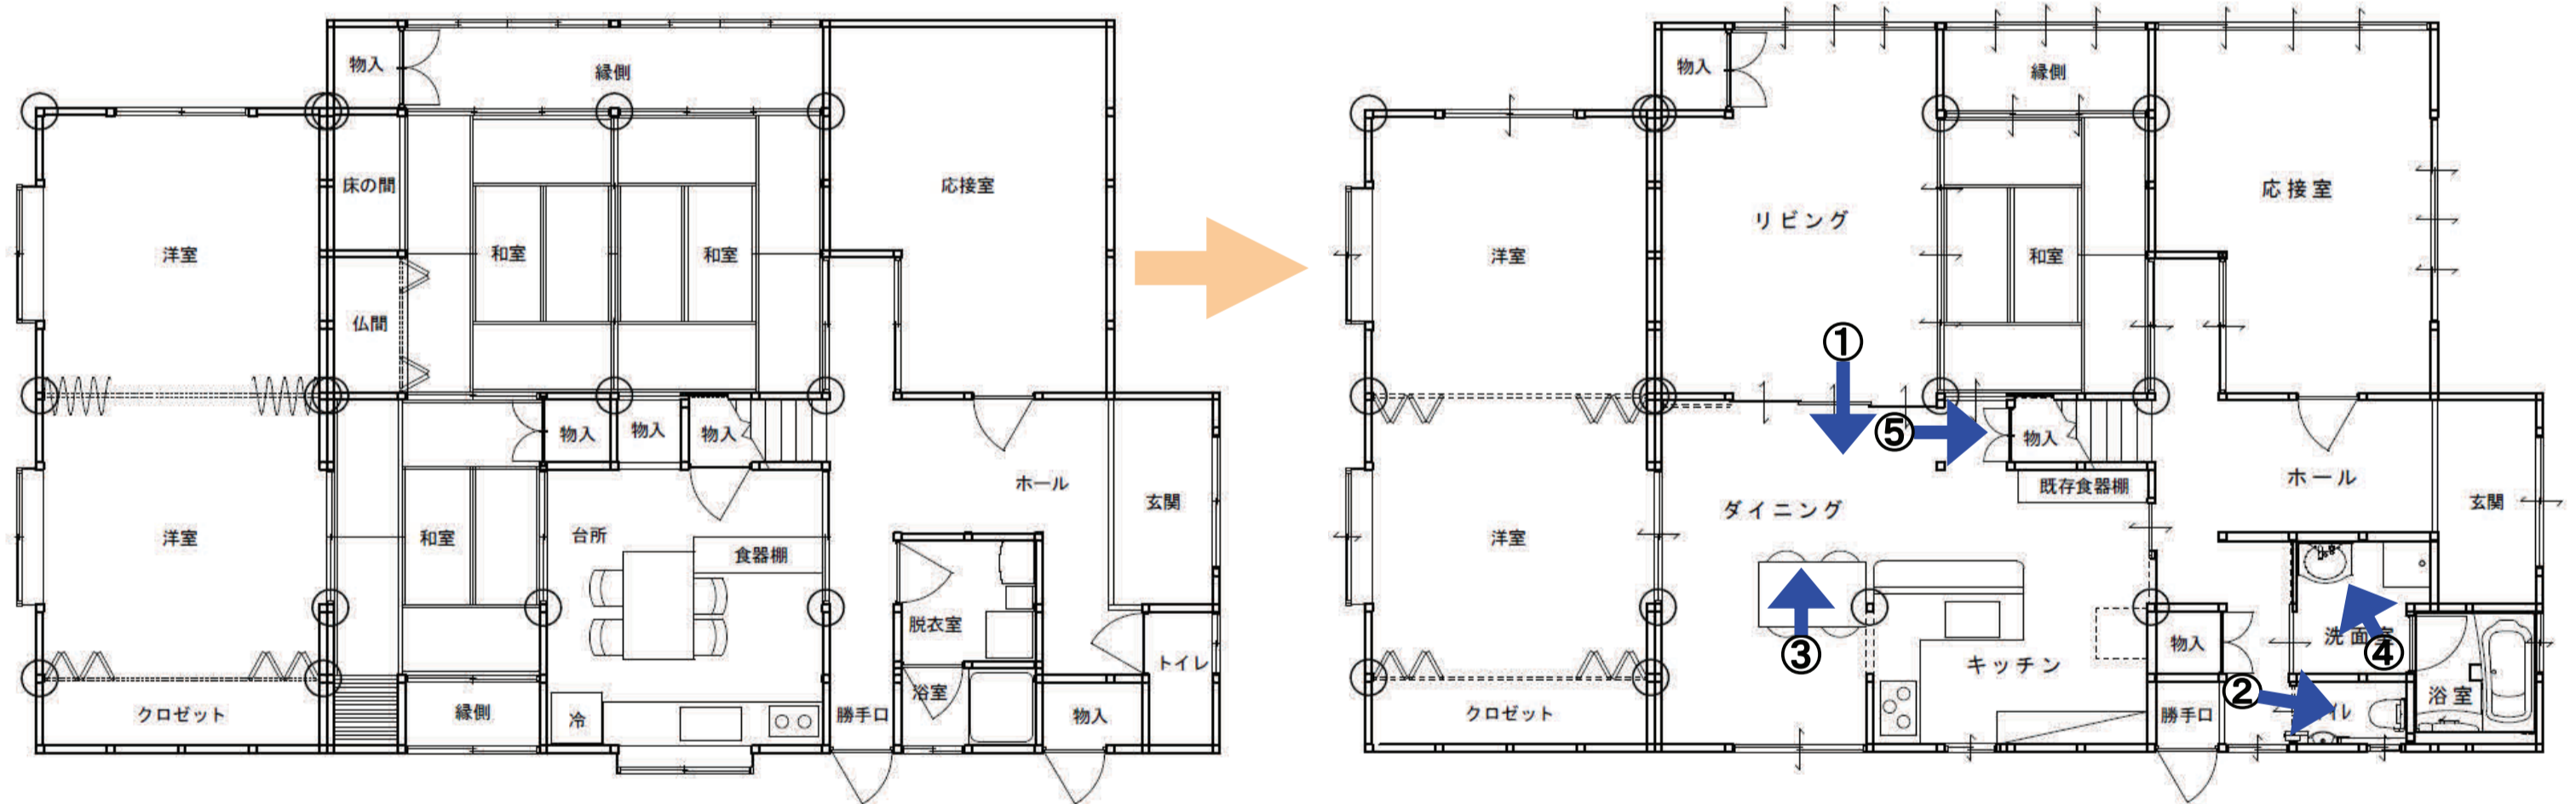 物入
縁側
床の間
応接室
洋室
和室
和室
仏間
物入
物入
物入
ホール
玄関
洋室
和室
台所
食器棚
脱衣室
トイレ
浴室
クロゼット
縁側
冷
勝手口
物入
物入
縁側
応接室
リビング
洋室
和室
①
⑤
物入
ホール
既存食器棚
玄関
ダイニング
洋室
③
洗面室
④
物入
キッチン
②
浴室
クロゼット
勝手口